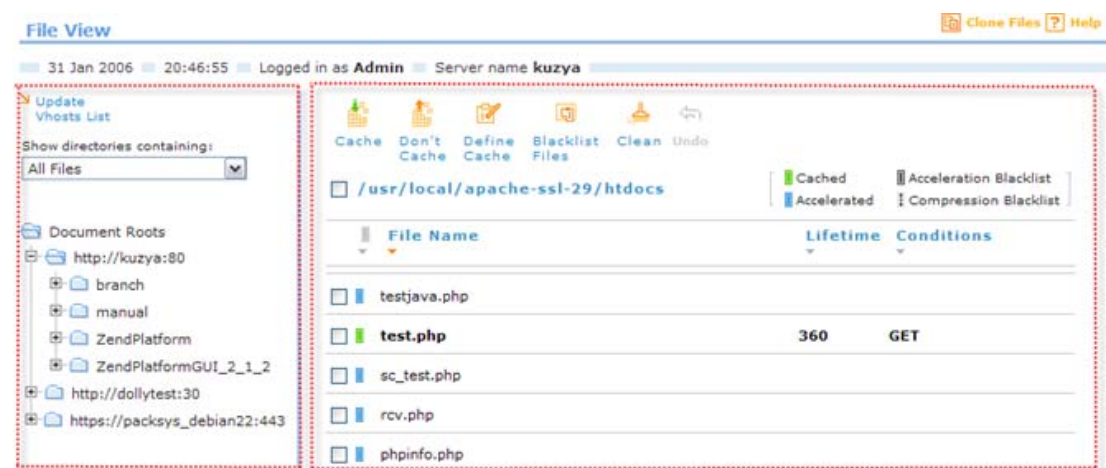 File View
Clone Files ? Help
31 Jan 2006 20:46:55 Logged in as Admin Server name kuzya
Update
Vhosts List
Show directories containing:
All Files
Document Roots
http://kuzya:80
branch
manual
ZendPlatform
ZendPlatformGUI_2_1_2
http://dollytest:30
https://packsys_debian22:443
Cache
Don't
Cache
Define
Cache
Blacklist
Files
Clean
Undo
/usr/local/apache-ssl-29/htdocs
Cached
Acceleration Blacklist
Accelerated
Compression Blacklist
File Name Lifetime Conditions
testjava.php
test.php 360 GET
sc_test.php
rcv.php
phpinfo.php